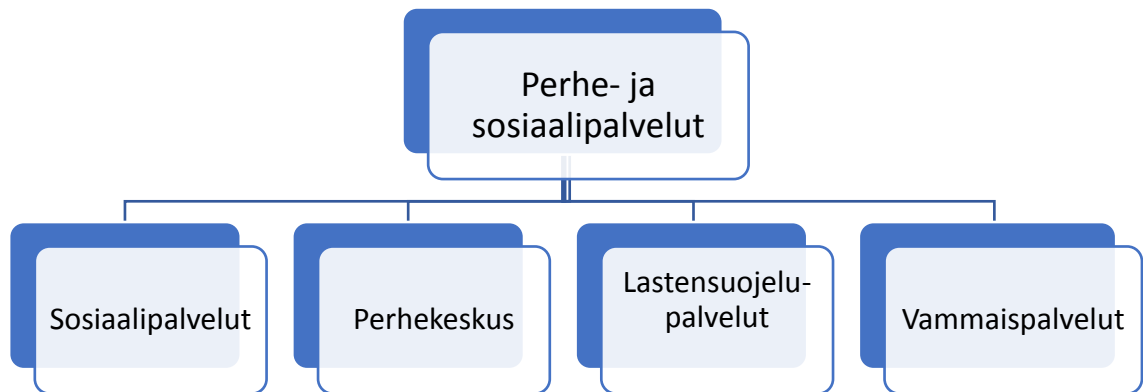 Perhe- ja
sosiaalipalvelut
Sosiaalipalvelut
Perhekeskus
Lastensuojelu-
palvelut
Vammaispalvelut